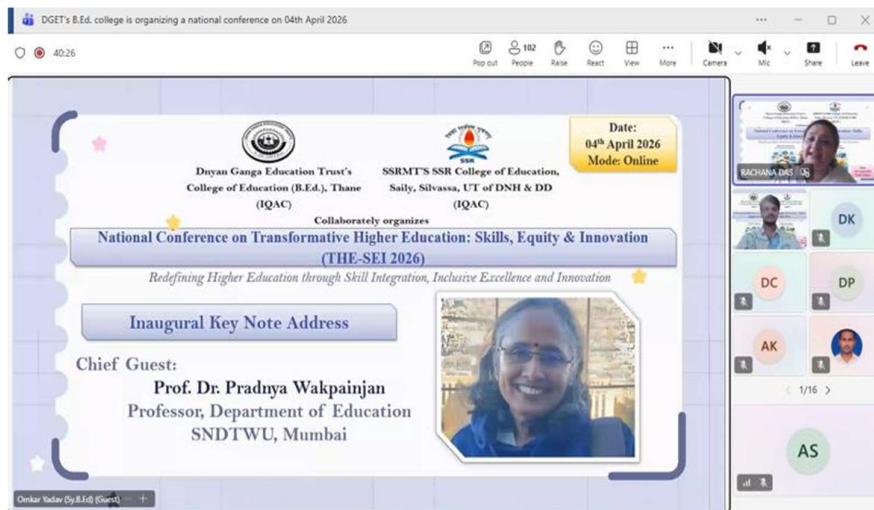 DGET's B.Ed. college is organizing a national conference on 04th April 2026
40:26
Pop out
102
People
Raise
React
View
More
Camera
Mic
Share
Leave
Date:
04th April 2026
Mode: Online
SSR
Dnyan Ganga Education Trust's
College of Education (B.Ed.), Thane
(IQAC)
SSRMT'S SSR College of Education,
Saily, Silvassa, UT of DNH & DD
(IQAC)
Collaborately organizes
National Conference on Transformative Higher Education: Skills, Equity & Innovation
(THE-SEI 2026)
Redefining Higher Education through Skill Integration, Inclusive Excellence and Innovation
Inaugural Key Note Address
Chief Guest:
Prof. Dr. Pradnya Wakpainjan
Professor, Department of Education
SNDTWU, Mumbai
Omkar Yadav (Sy.B.Ed) (Guest)
RACHANA DAS
DK
DC
DP
AK
1/16
AS